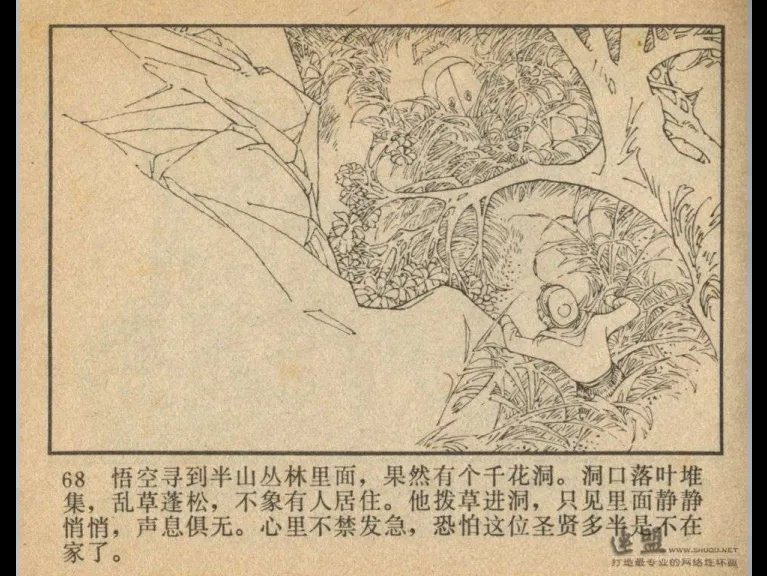 68 悟空寻到半山丛林里面，果然有个千花洞。洞口落叶堆
集，乱草蓬松，不象有人居住。他拨草进洞，只见里面静静
悄悄，声息俱无。心里不禁发急，恐怕这位圣贤多半是不在
家了。
连盟 WWW.SHUQU.NET
打造最专业的网络连环画